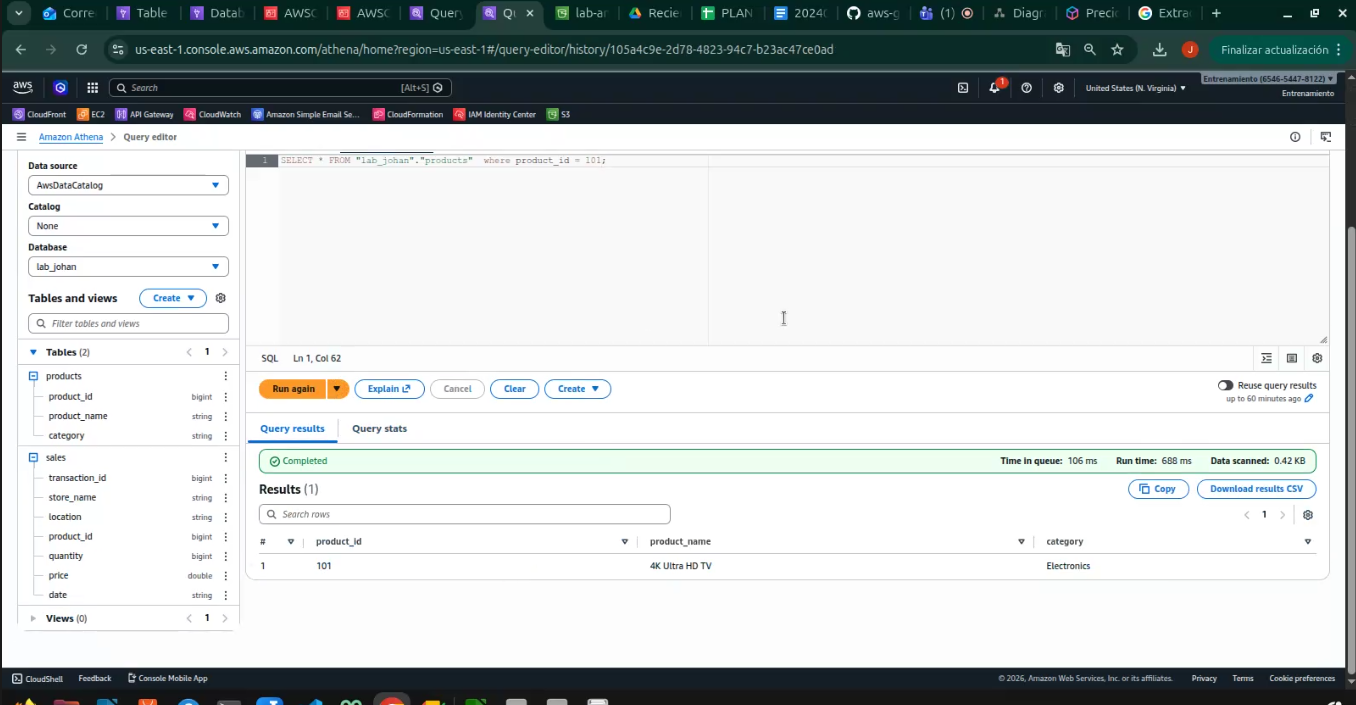 Corre
Table
Datab
AWSC
AWSC
Query
Qu
lab-ar
Recie
PLAN
2024(
aws-g
(1)
Diagra
Precio
Extrac
us-east-1.console.aws.amazon.com/athena/home?region=us-east-1#/query-editor/history/105a4c9e-2d78-4823-94c7-b23ac47ce0ad
J
Finalizar actualización
aws
Search
[Alt+S]
1
United States (N. Virginia)
Entrenamiento (6546-5447-8122)
Entrenamiento
CloudFront
EC2
API Gateway
CloudWatch
Amazon Simple Email Se...
CloudFormation
IAM Identity Center
S3
Amazon Athena
Query editor
Data source
AwsDataCatalog
Catalog
None
Database
lab_johan
Tables and views
Create
Filter tables and views
Tables (2)
1
products
product_id bigint
product_name string
category string
sales
transaction_id bigint
store_name string
location string
product_id bigint
quantity bigint
price double
date string
Views (0)
1
1 SELECT * FROM "lab_johan"."products" where product_id = 101;
SQL Ln 1, Col 62
Run again
Explain
Cancel
Clear
Create
Reuse query results
up to 60 minutes ago
Query results
Query stats
Completed
Time in queue: 106 ms
Run time: 688 ms
Data scanned: 0.42 KB
Results (1)
Copy
Download results CSV
Search rows
1
# product_id product_name category
1 101 4K Ultra HD TV Electronics
CloudShell
Feedback
Console Mobile App
© 2026, Amazon Web Services, Inc. or its affiliates.
Privacy
Terms
Cookie preferences